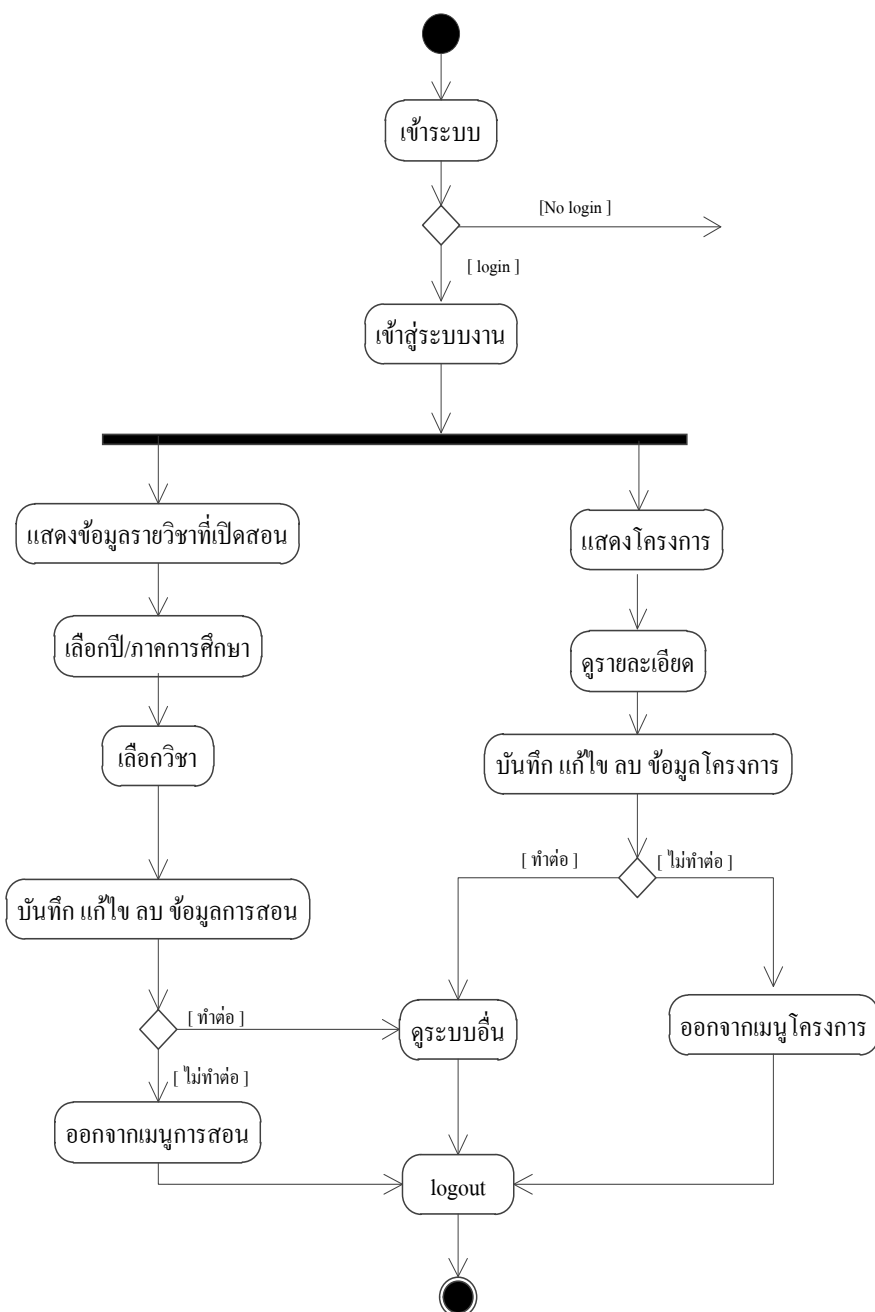 เข้าระบบ
[No login ]
[ login ]
เข้าสู่ระบบงาน
แสดงข้อมูลรายวิชาที่เปิดสอน
เลือกปี/ภาคการศึกษา
เลือกวิชา
บันทึก แก้ไข ลบ ข้อมูลการสอน
[ ทำต่อ ]
[ ไม่ทำต่อ ]
ออกจากเมนูการสอน
แสดงโครงการ
ดูรายละเอียด
บันทึก แก้ไข ลบ ข้อมูลโครงการ
[ ทำต่อ ]
[ ไม่ทำต่อ ]
ดูระบบอื่น
ออกจากเมนูโครงการ
logout